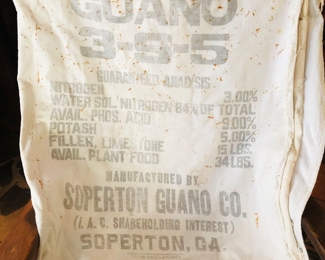 GUANO
3-9-5
GUARANTEED ANALYSIS
NITROGEN 3.00%
WATER SOL. NITROGEN 84% OF TOTAL
AVAIL. PHOS. ACID 9.00%
POTASH 5.00%
FILLER, LIME STONE 15 LBS.
AVAIL. PLANT FOOD 34 LBS.
MANUFACTURED BY
SOPERTON GUANO CO.
(I. A. C. SHAREHOLDING INTEREST)
SOPERTON, GA.